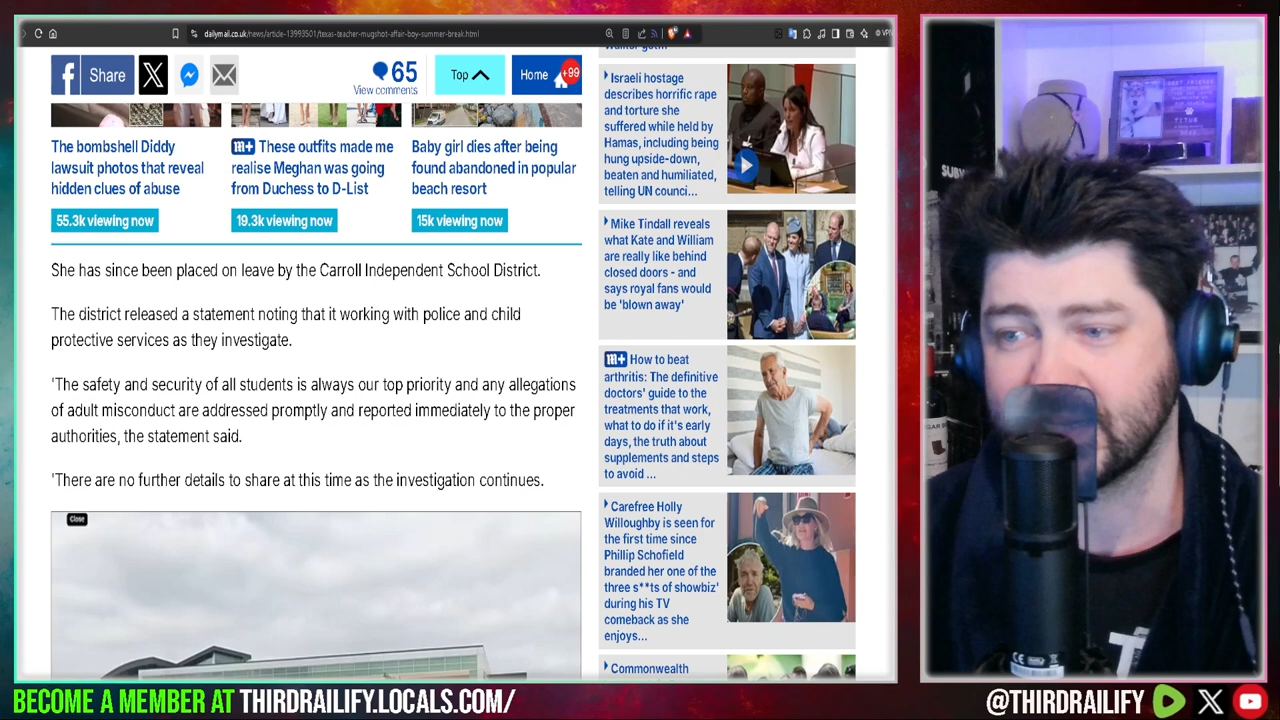 dailymail.co.uk/news/article-13993501/texas-teacher-mugshot-affair-boy-summer-break.html
VPN
Share
65
View comments
Top
Home
+99
The bombshell Diddy
lawsuit photos that reveal
hidden clues of abuse
55.3k viewing now
m+ These outfits made me
realise Meghan was going
from Duchess to D-List
19.3k viewing now
Baby girl dies after being
found abandoned in popular
beach resort
15k viewing now
She has since been placed on leave by the Carroll Independent School District.
The district released a statement noting that it working with police and child
protective services as they investigate.
'The safety and security of all students is always our top priority and any allegations
of adult misconduct are addressed promptly and reported immediately to the proper
authorities, the statement said.
'There are no further details to share at this time as the investigation continues.
Close
Israeli hostage
describes horrific rape
and torture she
suffered while held by
Hamas, including being
hung upside-down,
beaten and humiliated,
telling UN counci...
Mike Tindall reveals
what Kate and William
are really like behind
closed doors - and
says royal fans would
be 'blown away'
m+ How to beat
arthritis: The definitive
doctors' guide to the
treatments that work,
what to do if it's early
days, the truth about
supplements and steps
to avoid ...
Carefree Holly
Willoughby is seen for
the first time since
Phillip Schofield
branded her one of the
three s**ts of showbiz'
during his TV
comeback as she
enjoys...
Commonwealth
BEST FRIENDS
TITUS
BECOME A MEMBER AT THIRDRAILIFY.LOCALS.COM/
@THIRDRAILIFY